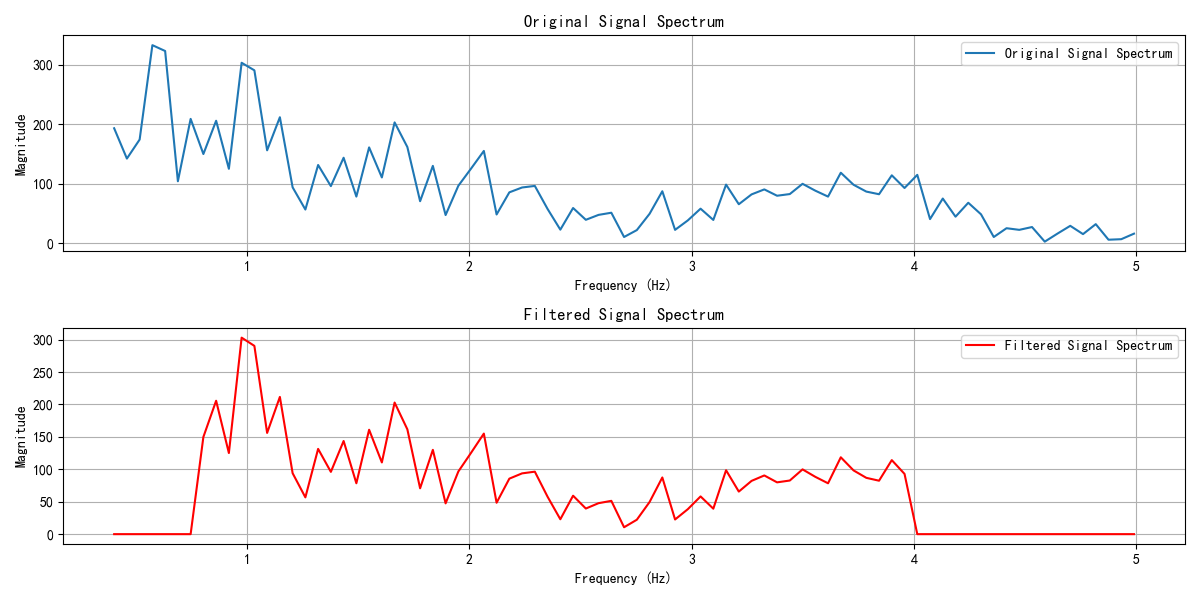 Original Signal Spectrum
Original Signal Spectrum
Magnitude
300
200
100
0
1 2 3 4 5
Frequency (Hz)
Filtered Signal Spectrum
Filtered Signal Spectrum
Magnitude
300
250
200
150
100
50
0
1 2 3 4 5
Frequency (Hz)